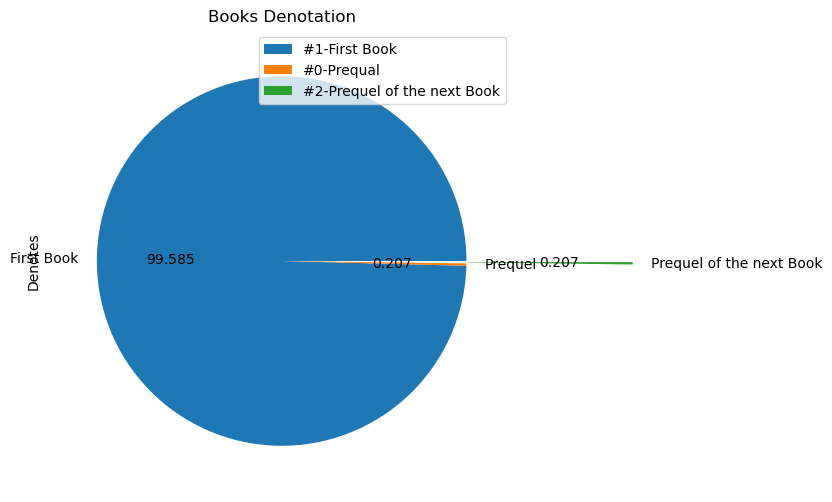 Books Denotation
#1-First Book
#0-Prequal
#2-Prequel of the next Book
First Book
Denotes
99.585
0.207
Prequel
0.207
Prequel of the next Book